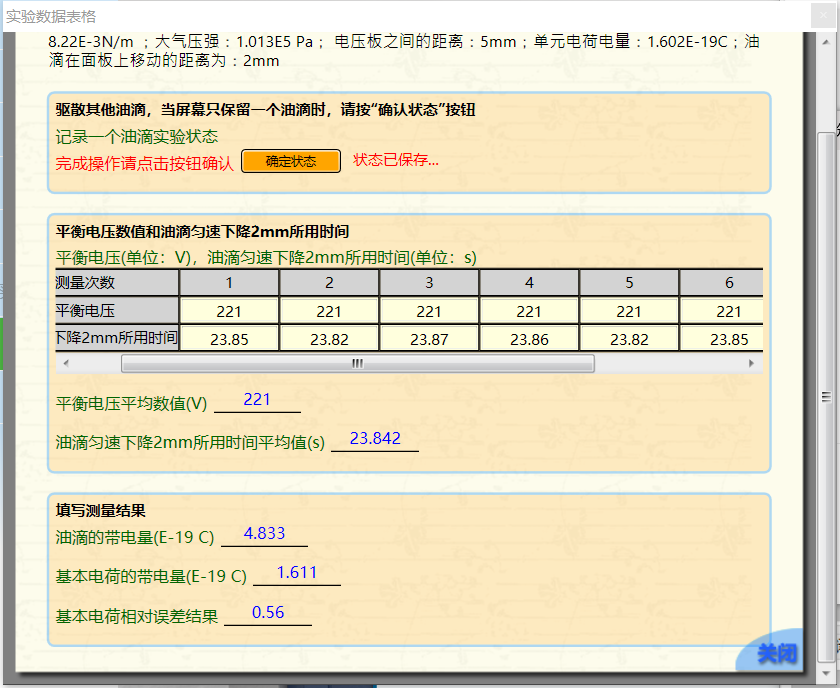 实验数据表格
8.22E-3N/m ；大气压强：1.013E5 Pa； 电压板之间的距离：5mm；单元电荷电量：1.602E-19C；油
滴在面板上移动的距离为：2mm
驱散其他油滴，当屏幕只保留一个油滴时，请按“确认状态”按钮
记录一个油滴实验状态
完成操作请点击按钮确认 确定状态 状态已保存...
平衡电压数值和油滴匀速下降2mm所用时间
平衡电压(单位：V)，油滴匀速下降2mm所用时间(单位：s)
测量次数 1 2 3 4 5 6
平衡电压 221 221 221 221 221 221
下降2mm所用时间 23.85 23.82 23.87 23.86 23.82 23.85
平衡电压平均数值(V) 221
油滴匀速下降2mm所用时间平均值(s) 23.842
填写测量结果
油滴的带电量(E-19 C) 4.833
基本电荷的带电量(E-19 C) 1.611
基本电荷相对误差结果 0.56
关闭